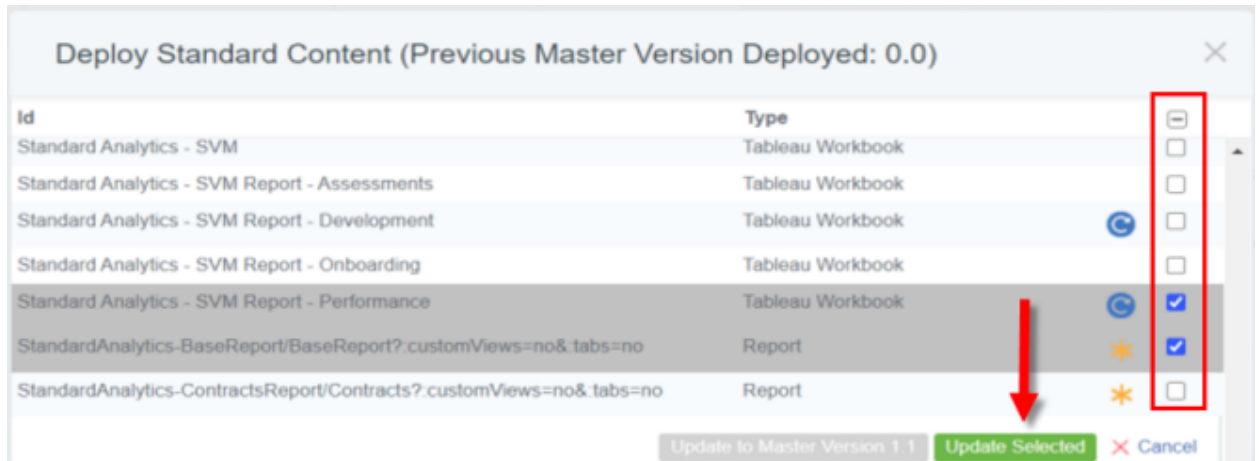 Deploy Standard Content (Previous Master Version Deployed: 0.0)
Id Type
Standard Analytics - SVM Tableau Workbook
Standard Analytics - SVM Report - Assessments Tableau Workbook
Standard Analytics - SVM Report - Development Tableau Workbook
Standard Analytics - SVM Report - Onboarding Tableau Workbook
Standard Analytics - SVM Report - Performance Tableau Workbook
StandardAnalytics-BaseReport/BaseReport?:customViews=no&:tabs=no Report
StandardAnalytics-ContractsReport/Contracts?:customViews=no&:tabs=no Report
Update to Master Version 1.1 Update Selected Cancel